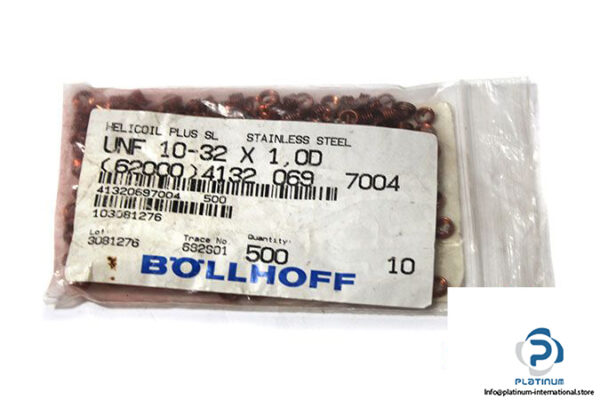 HELICOIL PLUS SL STAINLESS STEEL
UNF 10-32 X 1,0D
(62000)4132 069 7004
41320697004 500
103081276
Lot: Trace No. Quantity:
3081276 6S2S01 500 10
BÖLLHOFF
PLATINUM
info@platinum-international.store